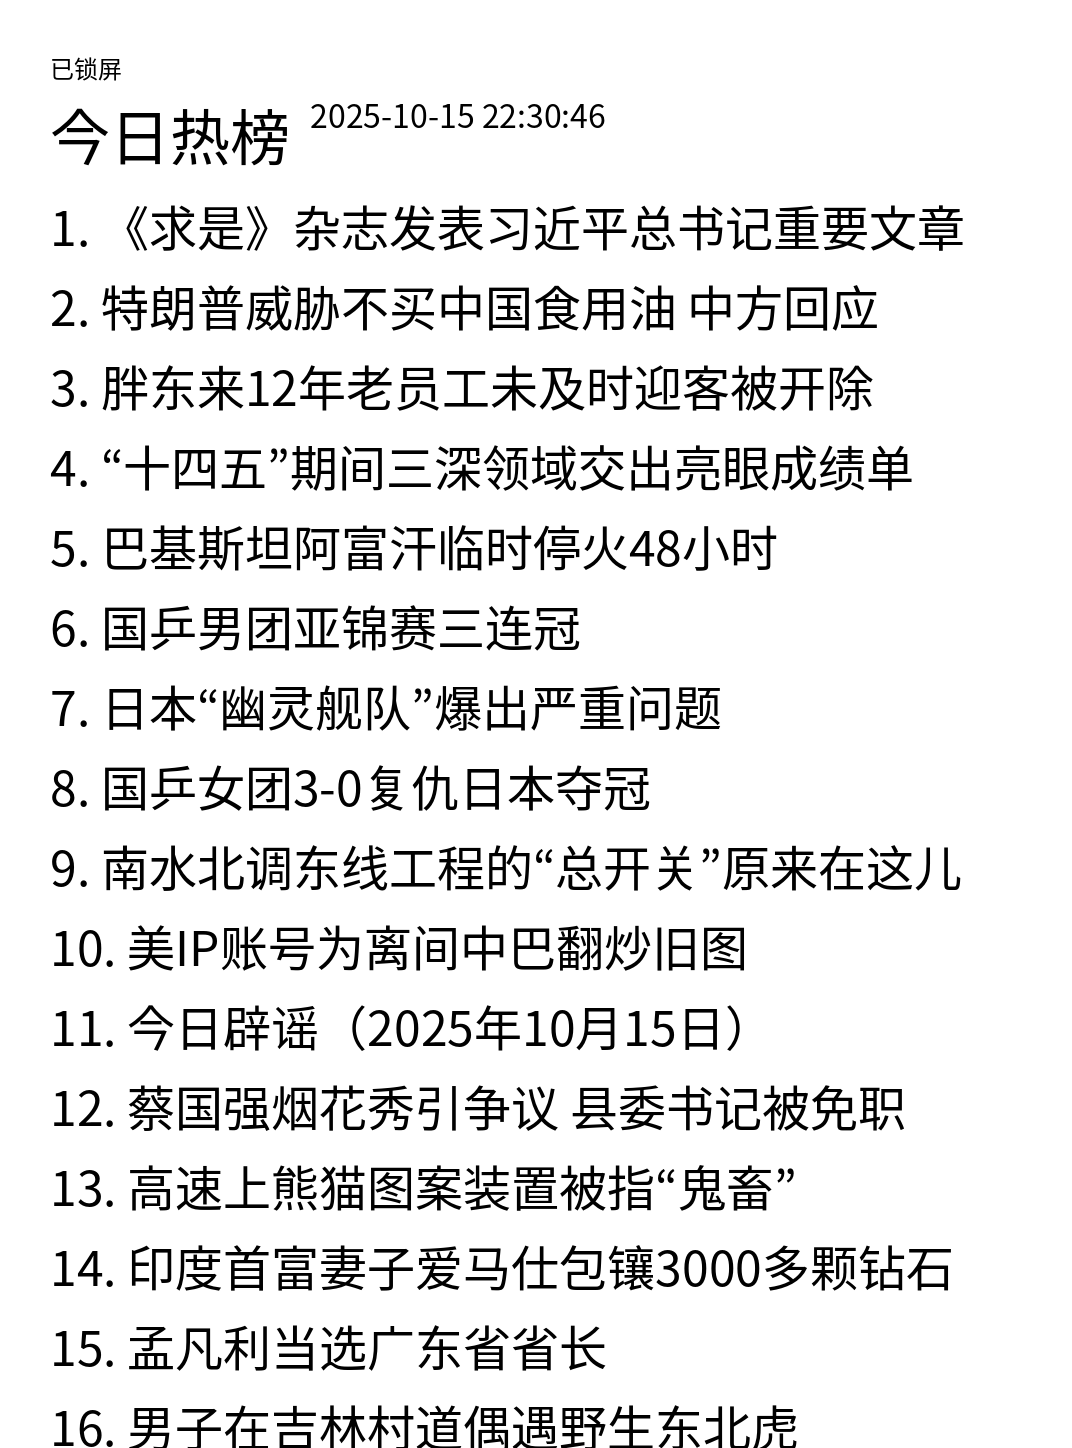 已锁屏
今日热榜 2025-10-15 22:30:46
1. 《求是》杂志发表习近平总书记重要文章
2. 特朗普威胁不买中国食用油 中方回应
3. 胖东来12年老员工未及时迎客被开除
4. “十四五”期间三深领域交出亮眼成绩单
5. 巴基斯坦阿富汗临时停火48小时
6. 国乒男团亚锦赛三连冠
7. 日本“幽灵舰队”爆出严重问题
8. 国乒女团3-0复仇日本夺冠
9. 南水北调东线工程的“总开关”原来在这儿
10. 美IP账号为离间中巴翻炒旧图
11. 今日辟谣（2025年10月15日）
12. 蔡国强烟花秀引争议 县委书记被免职
13. 高速上熊猫图案装置被指“鬼畜”
14. 印度首富妻子爱马仕包镶3000多颗钻石
15. 孟凡利当选广东省省长
16. 男子在吉林村道偶遇野生东北虎